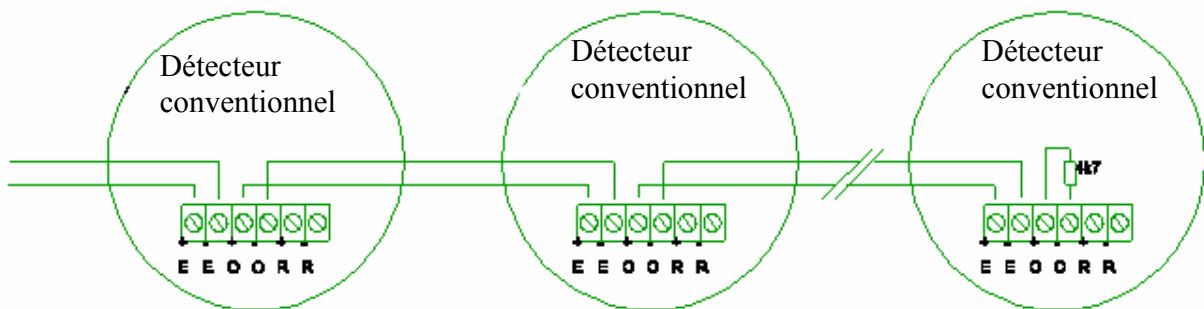 Détecteur
conventionnel
Détecteur
conventionnel
Détecteur
conventionnel
4k7
+ - + - + -
E E O O R R
+ - + - + -
E E O O R R
+ - + - + -
E E O O R R